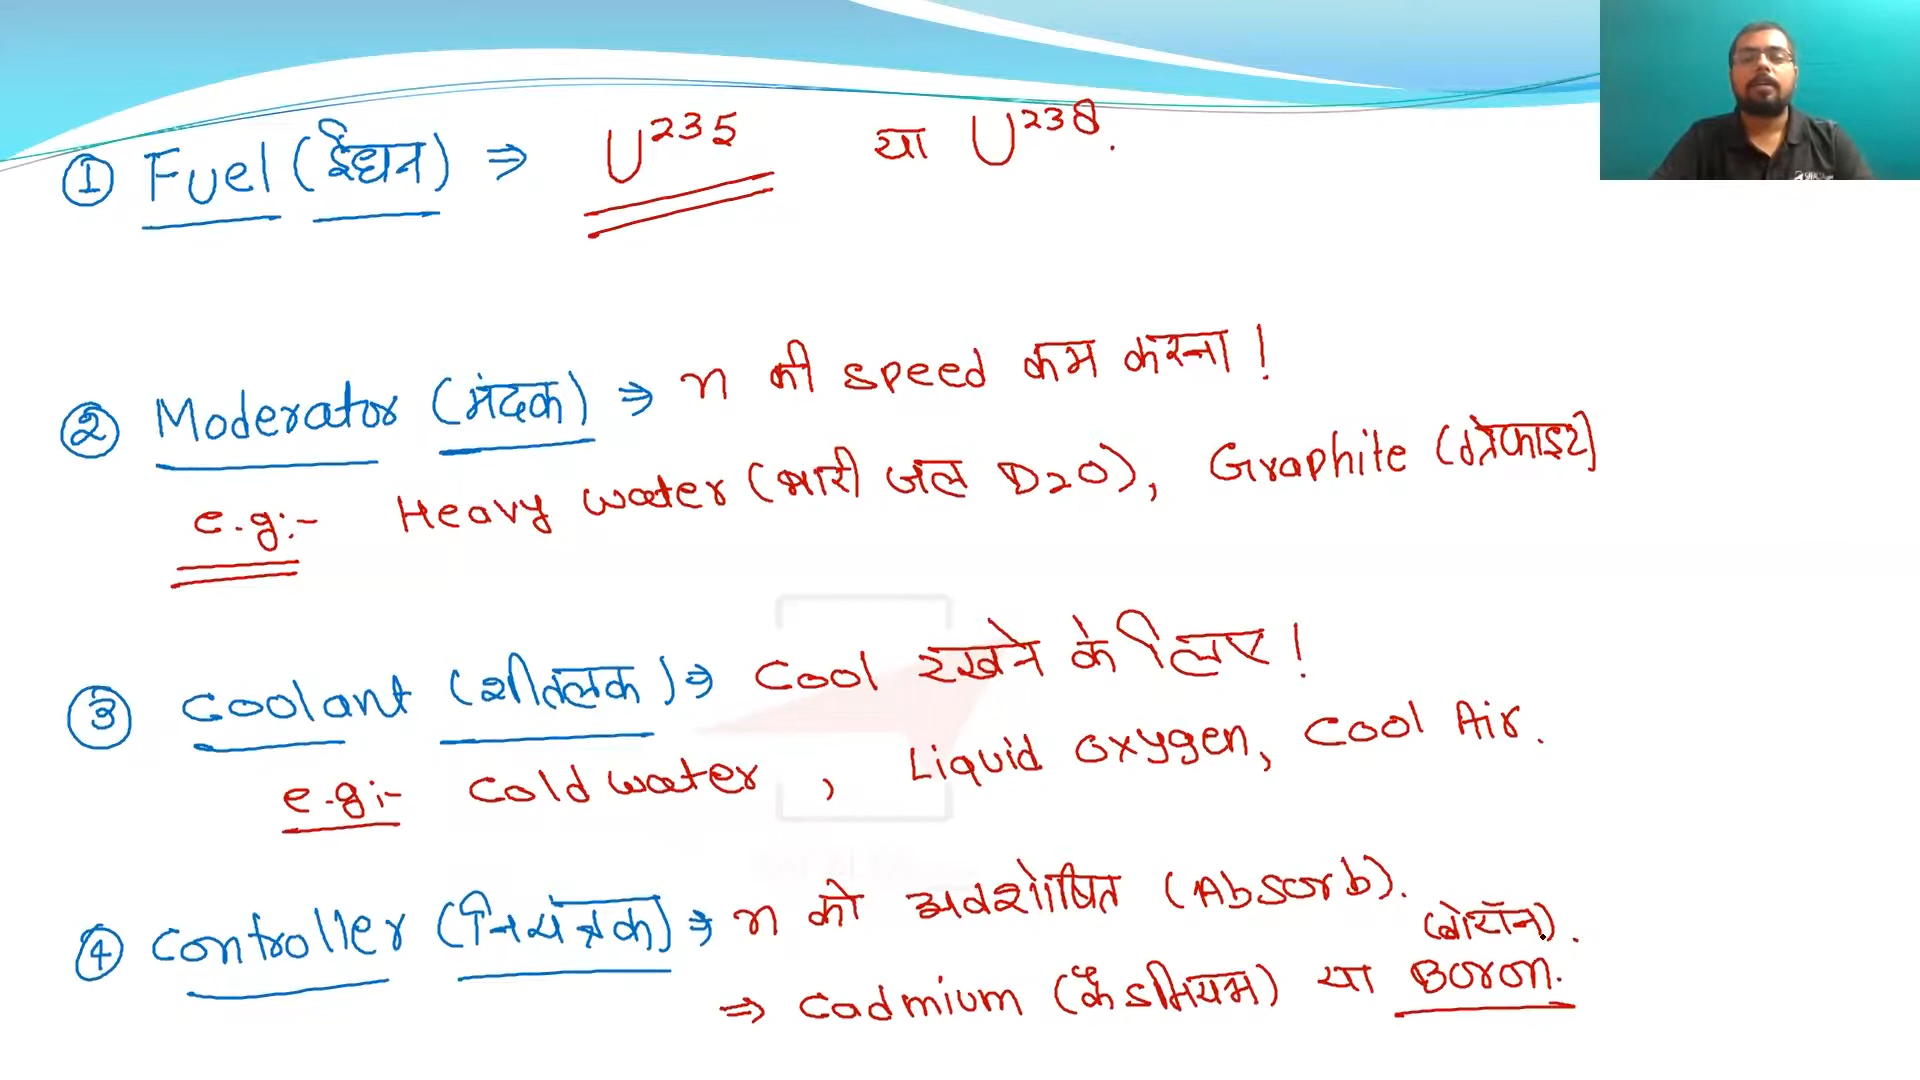 ① Fuel (ईंधन) ⇒ U²³⁵ या U²³⁸.
② Moderator (मंदक) ⇒ n की speed कम करना !
e.g:- Heavy water (भारी जल D₂O), Graphite (ग्रेफाइट)
③ Coolant (शीतलक) ⇒ Cool रखने के लिए !
e.g:- Cold water , Liquid oxygen, Cool Air.
④ Controller (नियंत्रक) ⇒ n को अवशोषित (Absorb).
(बोरॉन).
⇒ Cadmium (कैडमियम) या Boron.